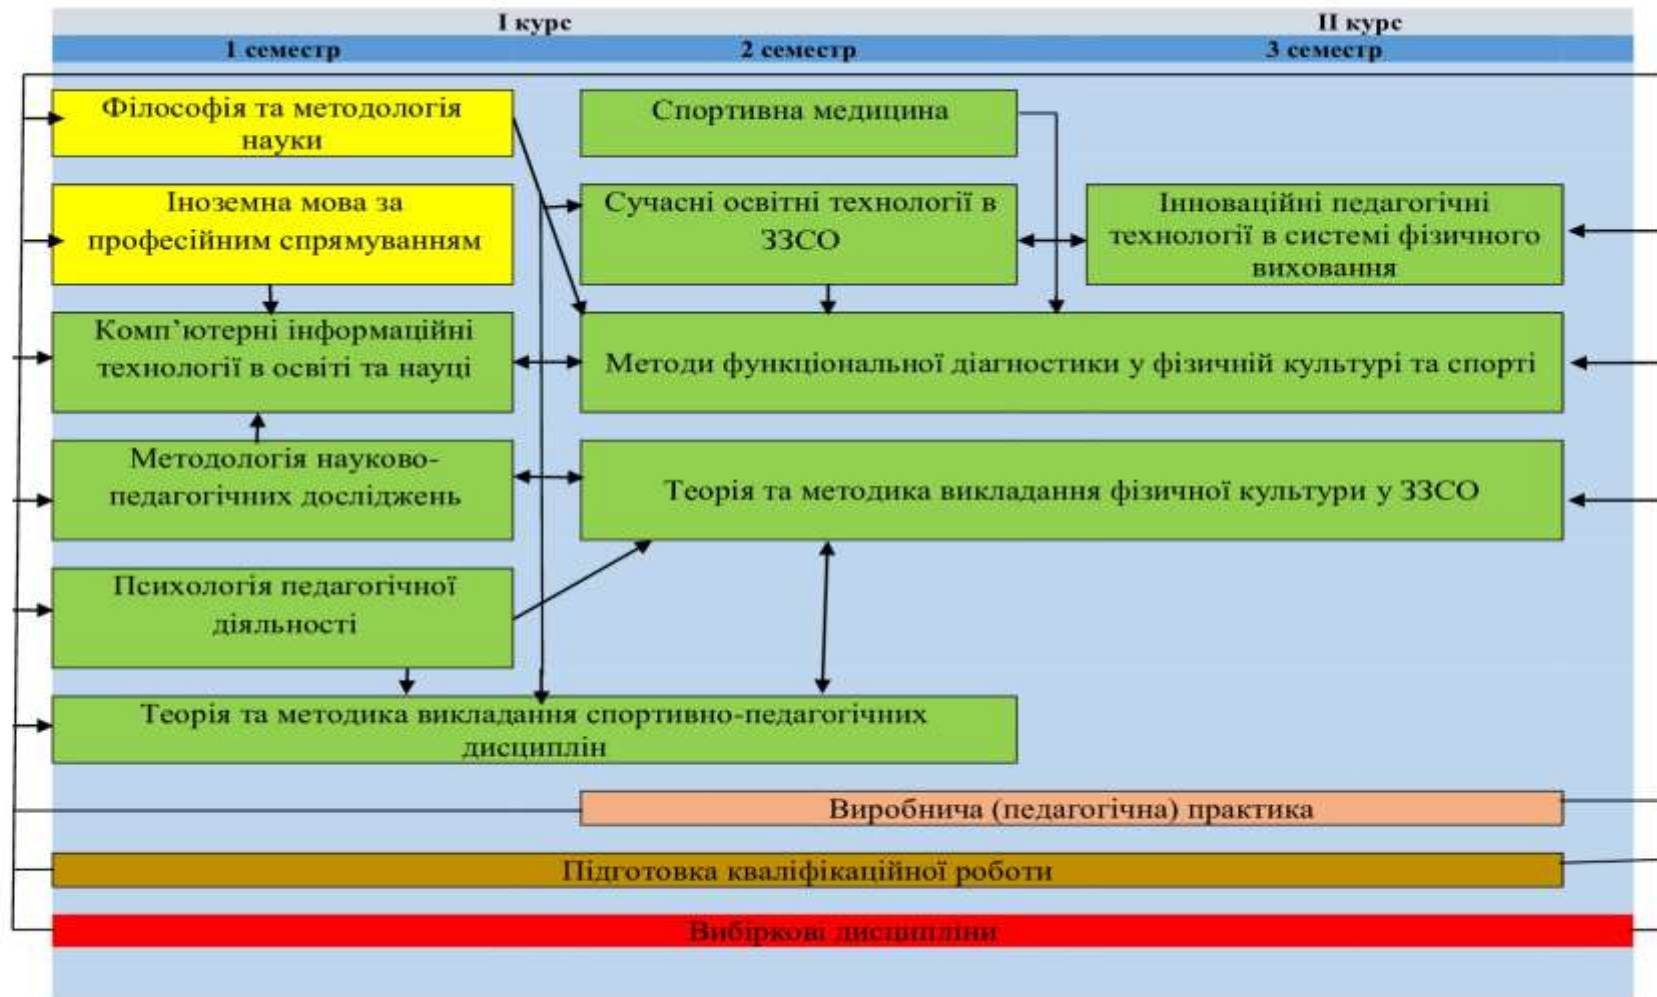 І курс
ІІ курс
1 семестр
2 семестр
3 семестр
Філософія та методологія
науки
Спортивна медицина
Іноземна мова за
професійним спрямуванням
Сучасні освітні технології в
ЗЗСО
Інноваційні педагогічні
технології в системі фізичного
виховання
Комп’ютерні інформаційні
технології в освіті та науці
Методи функціональної діагностики у фізичній культурі та спорті
Методологія науково-
педагогічних досліджень
Теорія та методика викладання фізичної культури у ЗЗСО
Психологія педагогічної
діяльності
Теорія та методика викладання спортивно-педагогічних
дисциплін
Виробнича (педагогічна) практика
Підготовка кваліфікаційної роботи
Вибіркові дисципліни